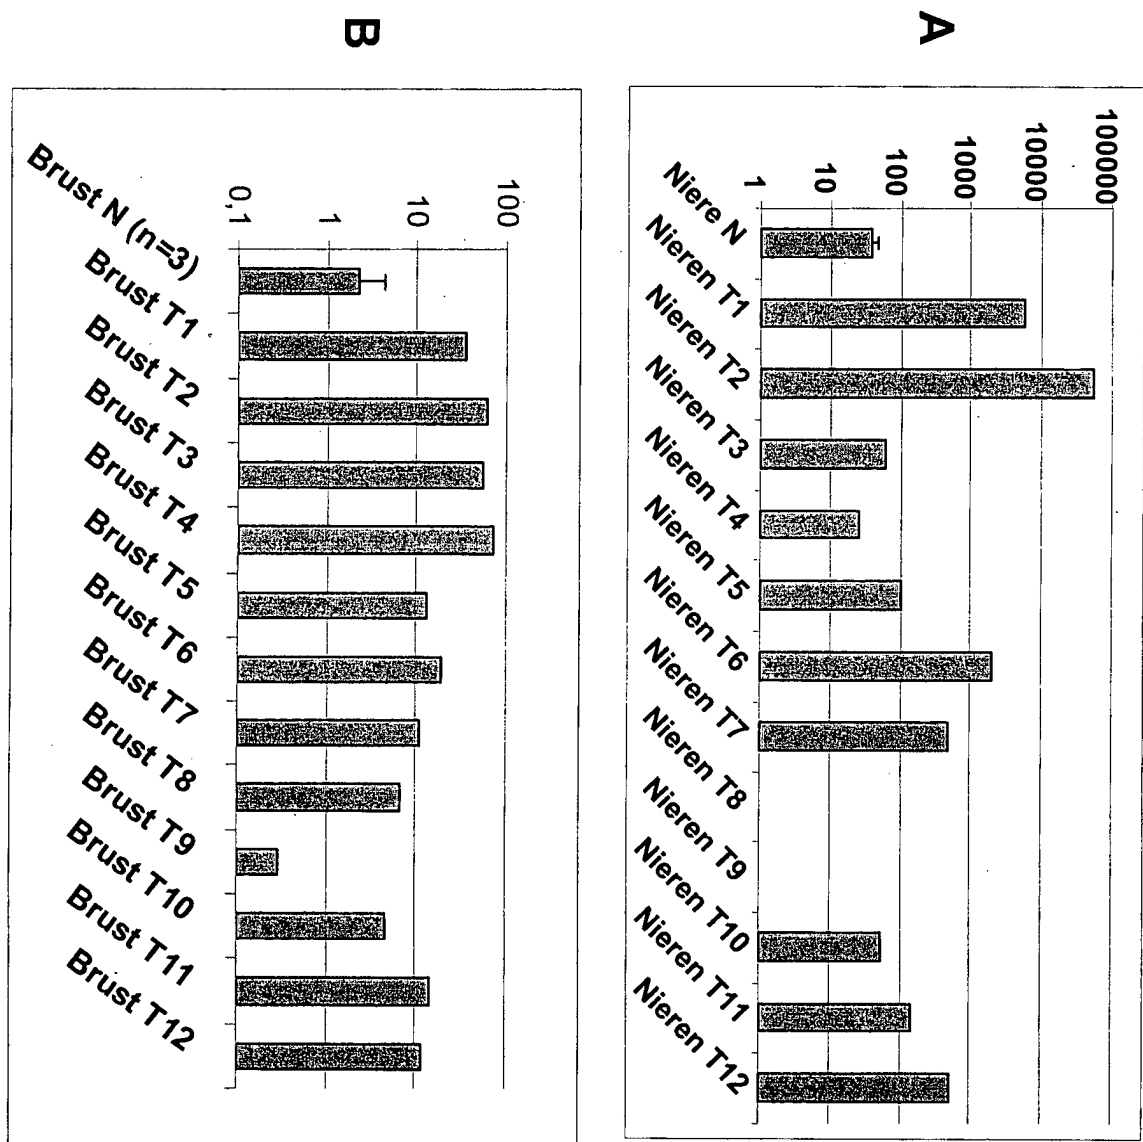 A
100000
10000
1000
100
10
1
Niere N
Nieren T1
Nieren T2
Nieren T3
Nieren T4
Nieren T5
Nieren T6
Nieren T7
Nieren T8
Nieren T9
Nieren T10
Nieren T11
Nieren T12
B
100
10
1
0,1
Brust N (n=3)
Brust T1
Brust T2
Brust T3
Brust T4
Brust T5
Brust T6
Brust T7
Brust T8
Brust T9
Brust T10
Brust T11
Brust T12